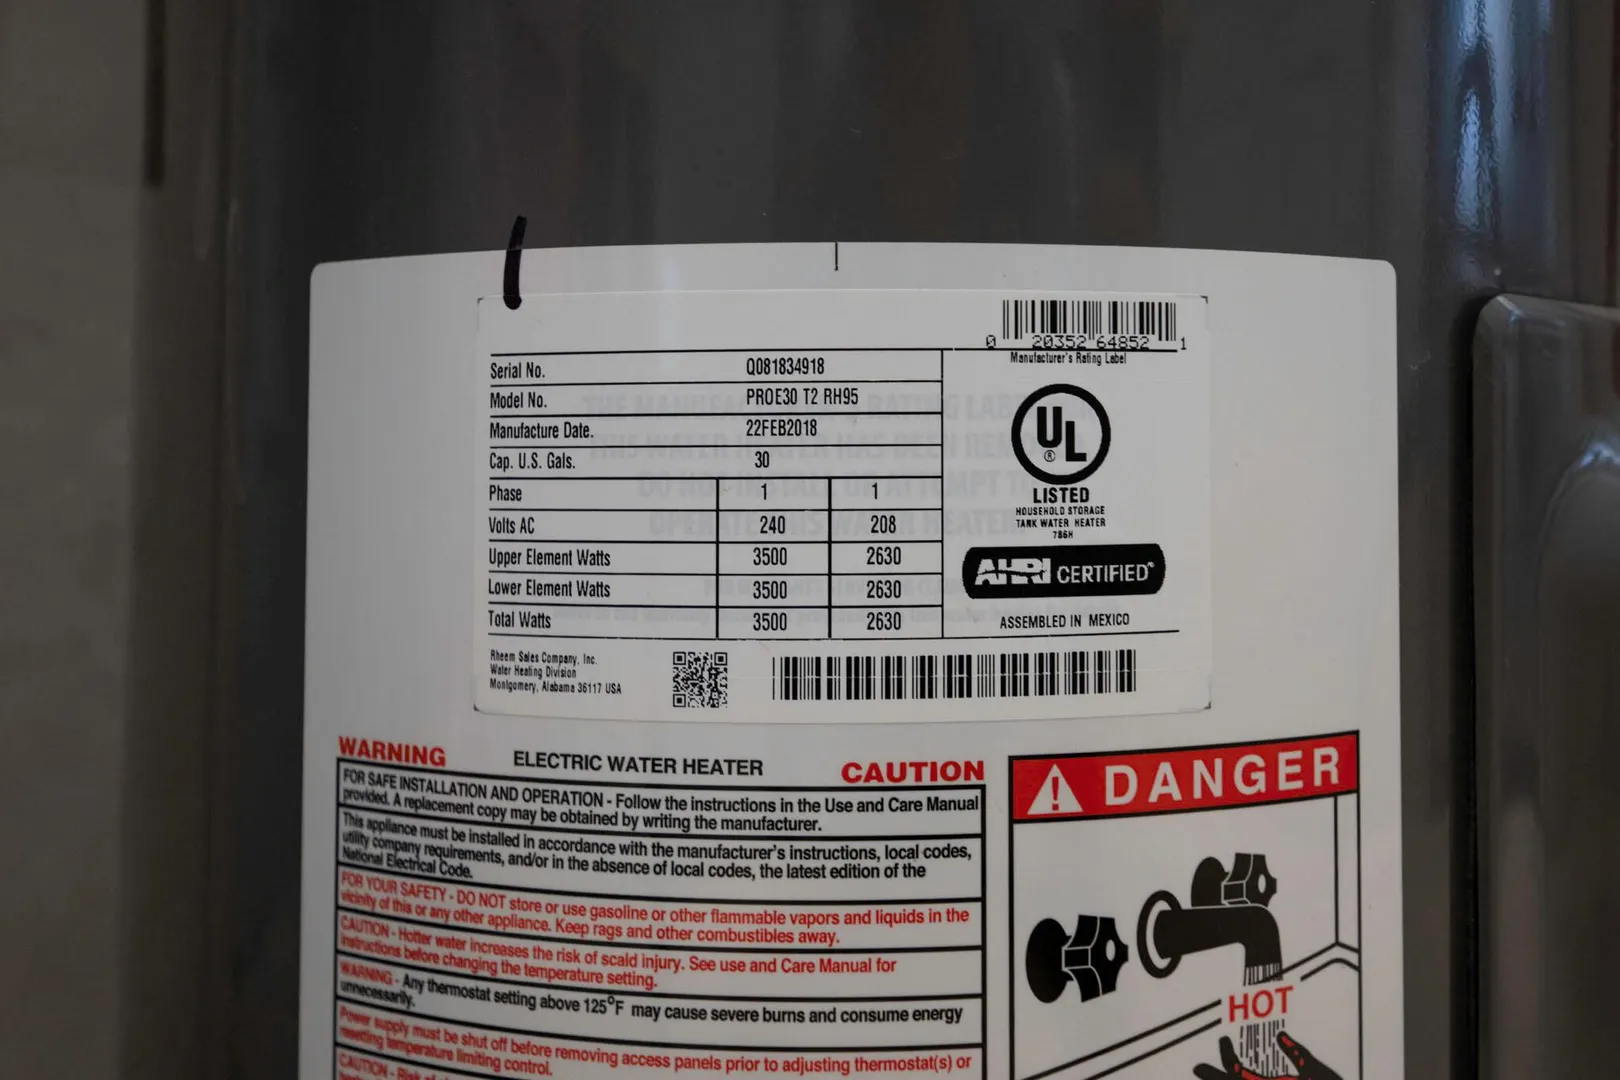 0 20352 64852 1
Manufacturer's Rating Label
Serial No. Q081834918
Model No. PROE30 T2 RH95
Manufacture Date. 22FEB2018
Cap. U.S. Gals. 30
Phase 1 1
Volts AC 240 208
Upper Element Watts 3500 2630
Lower Element Watts 3500 2630
Total Watts 3500 2630
UL
®
LISTED
HOUSEHOLD STORAGE
TANK WATER HEATER
786H
AHRI CERTIFIED
ASSEMBLED IN MEXICO
Rheem Sales Company, Inc.
Water Heating Division
Montgomery, Alabama 36117 USA
WARNING ELECTRIC WATER HEATER CAUTION
FOR SAFE INSTALLATION AND OPERATION - Follow the instructions in the Use and Care Manual
provided. A replacement copy may be obtained by writing the manufacturer.
This appliance must be installed in accordance with the manufacturer's instructions, local codes,
utility company requirements, and/or in the absence of local codes, the latest edition of the
National Electrical Code.
FOR YOUR SAFETY - DO NOT store or use gasoline or other flammable vapors and liquids in the
vicinity of this or any other appliance. Keep rags and other combustibles away.
CAUTION - Hotter water increases the risk of scald injury. See use and Care Manual for
instructions before changing the temperature setting.
WARNING - Any thermostat setting above 125°F may cause severe burns and consume energy
unnecessarily.
Power supply must be shut off before removing access panels prior to adjusting thermostat(s) or
resetting temperature limiting control.
CAUTION - Risk of
DANGER
HOT